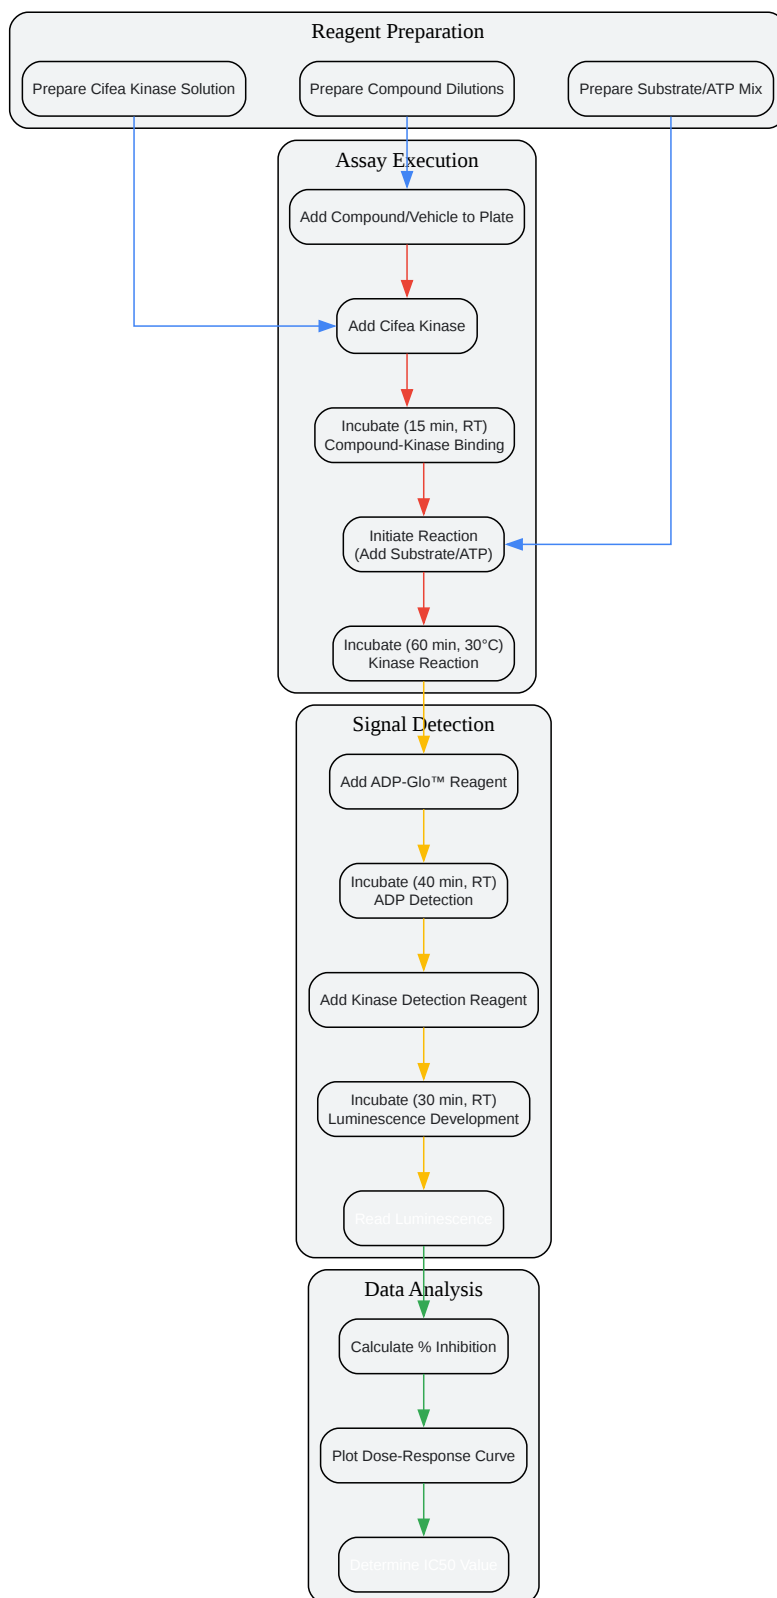 Reagent Preparation
Prepare Cifea Kinase Solution
Prepare Compound Dilutions
Prepare Substrate/ATP Mix
Assay Execution
Add Compound/Vehicle to Plate
Add Cifea Kinase
Incubate (15 min, RT)
Compound-Kinase Binding
Initiate Reaction
(Add Substrate/ATP)
Incubate (60 min, 30°C)
Kinase Reaction
Signal Detection
Add ADP-Glo™ Reagent
Incubate (40 min, RT)
ADP Detection
Add Kinase Detection Reagent
Incubate (30 min, RT)
Luminescence Development
Read Luminescence
Data Analysis
Calculate % Inhibition
Plot Dose-Response Curve
Determine IC50 Value